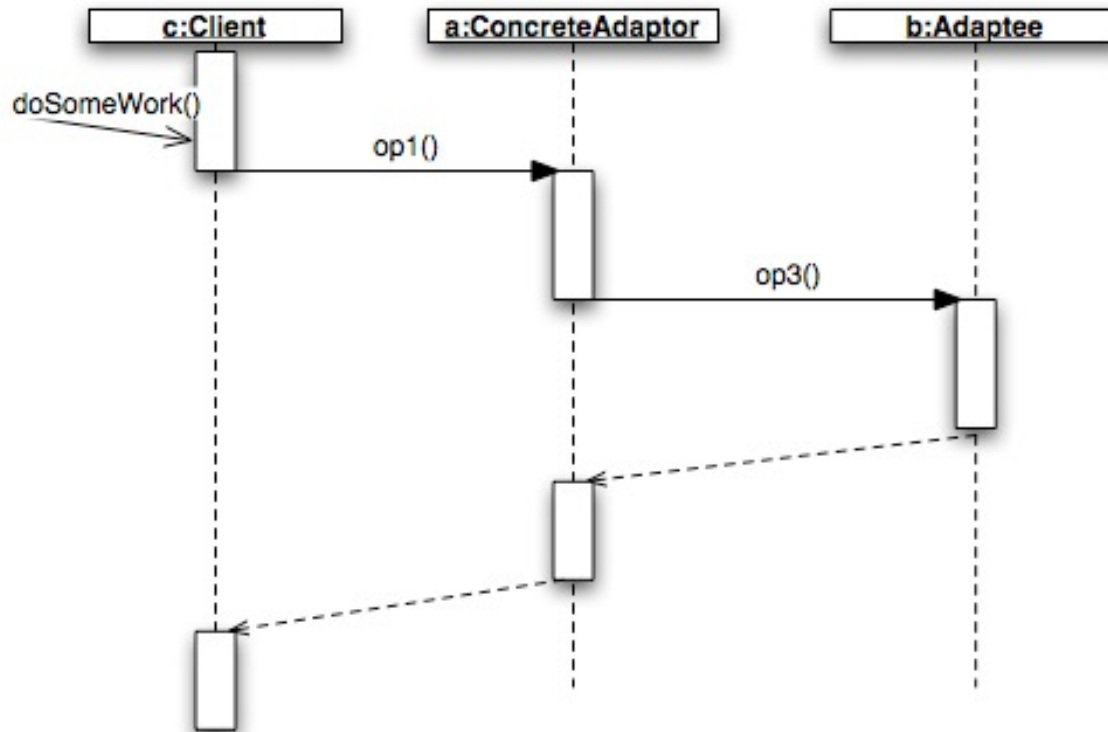 c:Client
a:ConcreteAdaptor
b:Adaptee
doSomeWork()
op1()
op3()